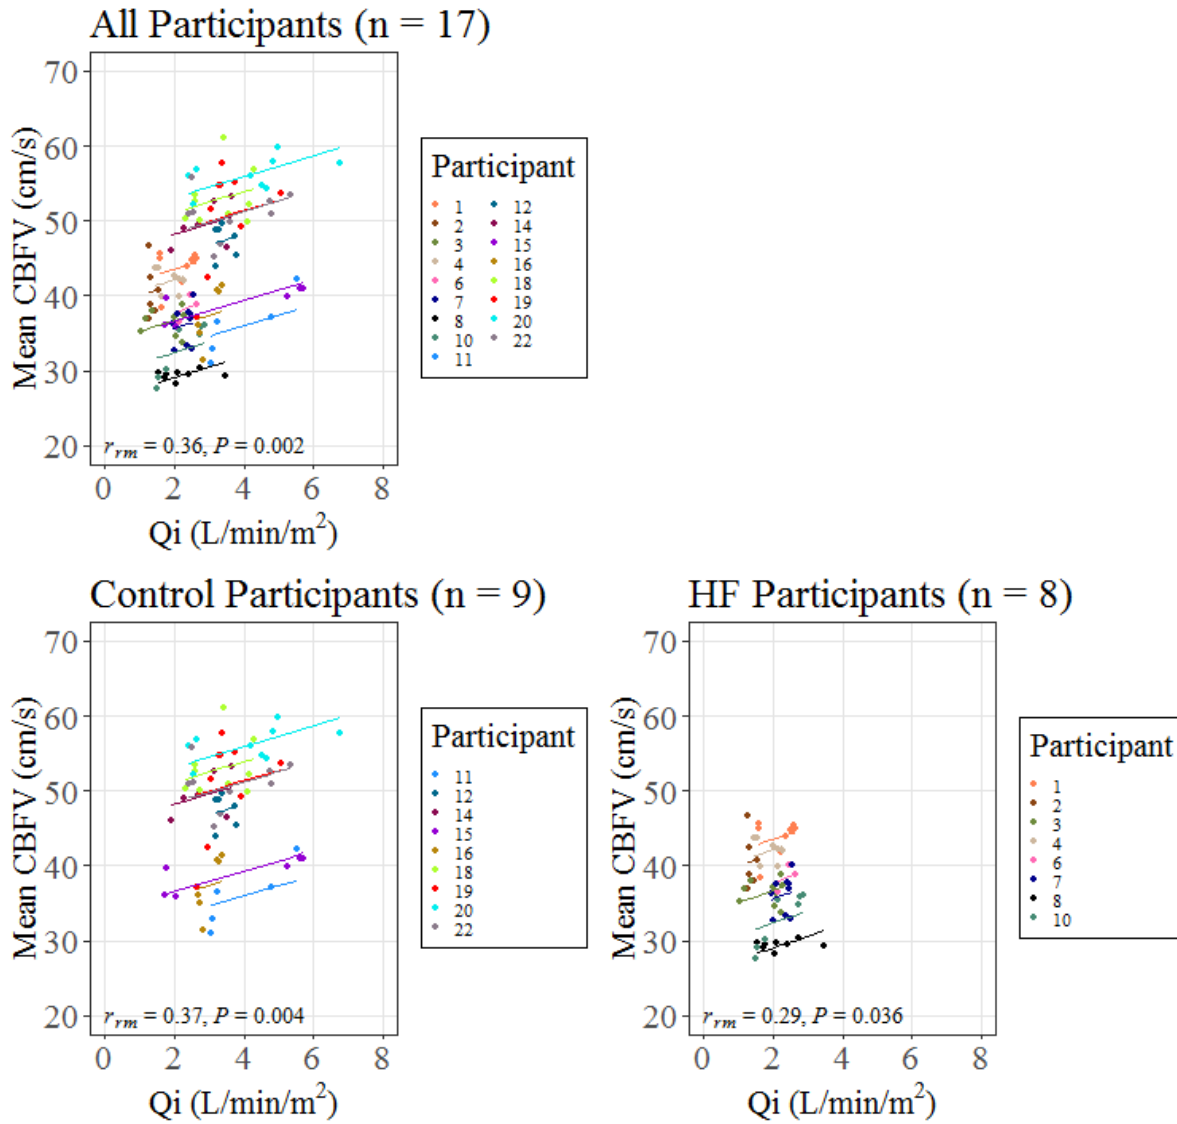 All Participants (n = 17)
Mean CBFV (cm/s)
70
60
50
40
30
20
r_rm = 0.36, P = 0.002
0 2 4 6 8
Qi (L/min/m²)
Participant
1 12
2 14
3 15
4 16
6 18
7 19
8 20
10 22
11
Control Participants (n = 9)
Mean CBFV (cm/s)
70
60
50
40
30
20
r_rm = 0.37, P = 0.004
0 2 4 6 8
Qi (L/min/m²)
Participant
11
12
14
15
16
18
19
20
22
HF Participants (n = 8)
Mean CBFV (cm/s)
70
60
50
40
30
20
r_rm = 0.29, P = 0.036
0 2 4 6 8
Qi (L/min/m²)
Participant
1
2
3
4
6
7
8
10